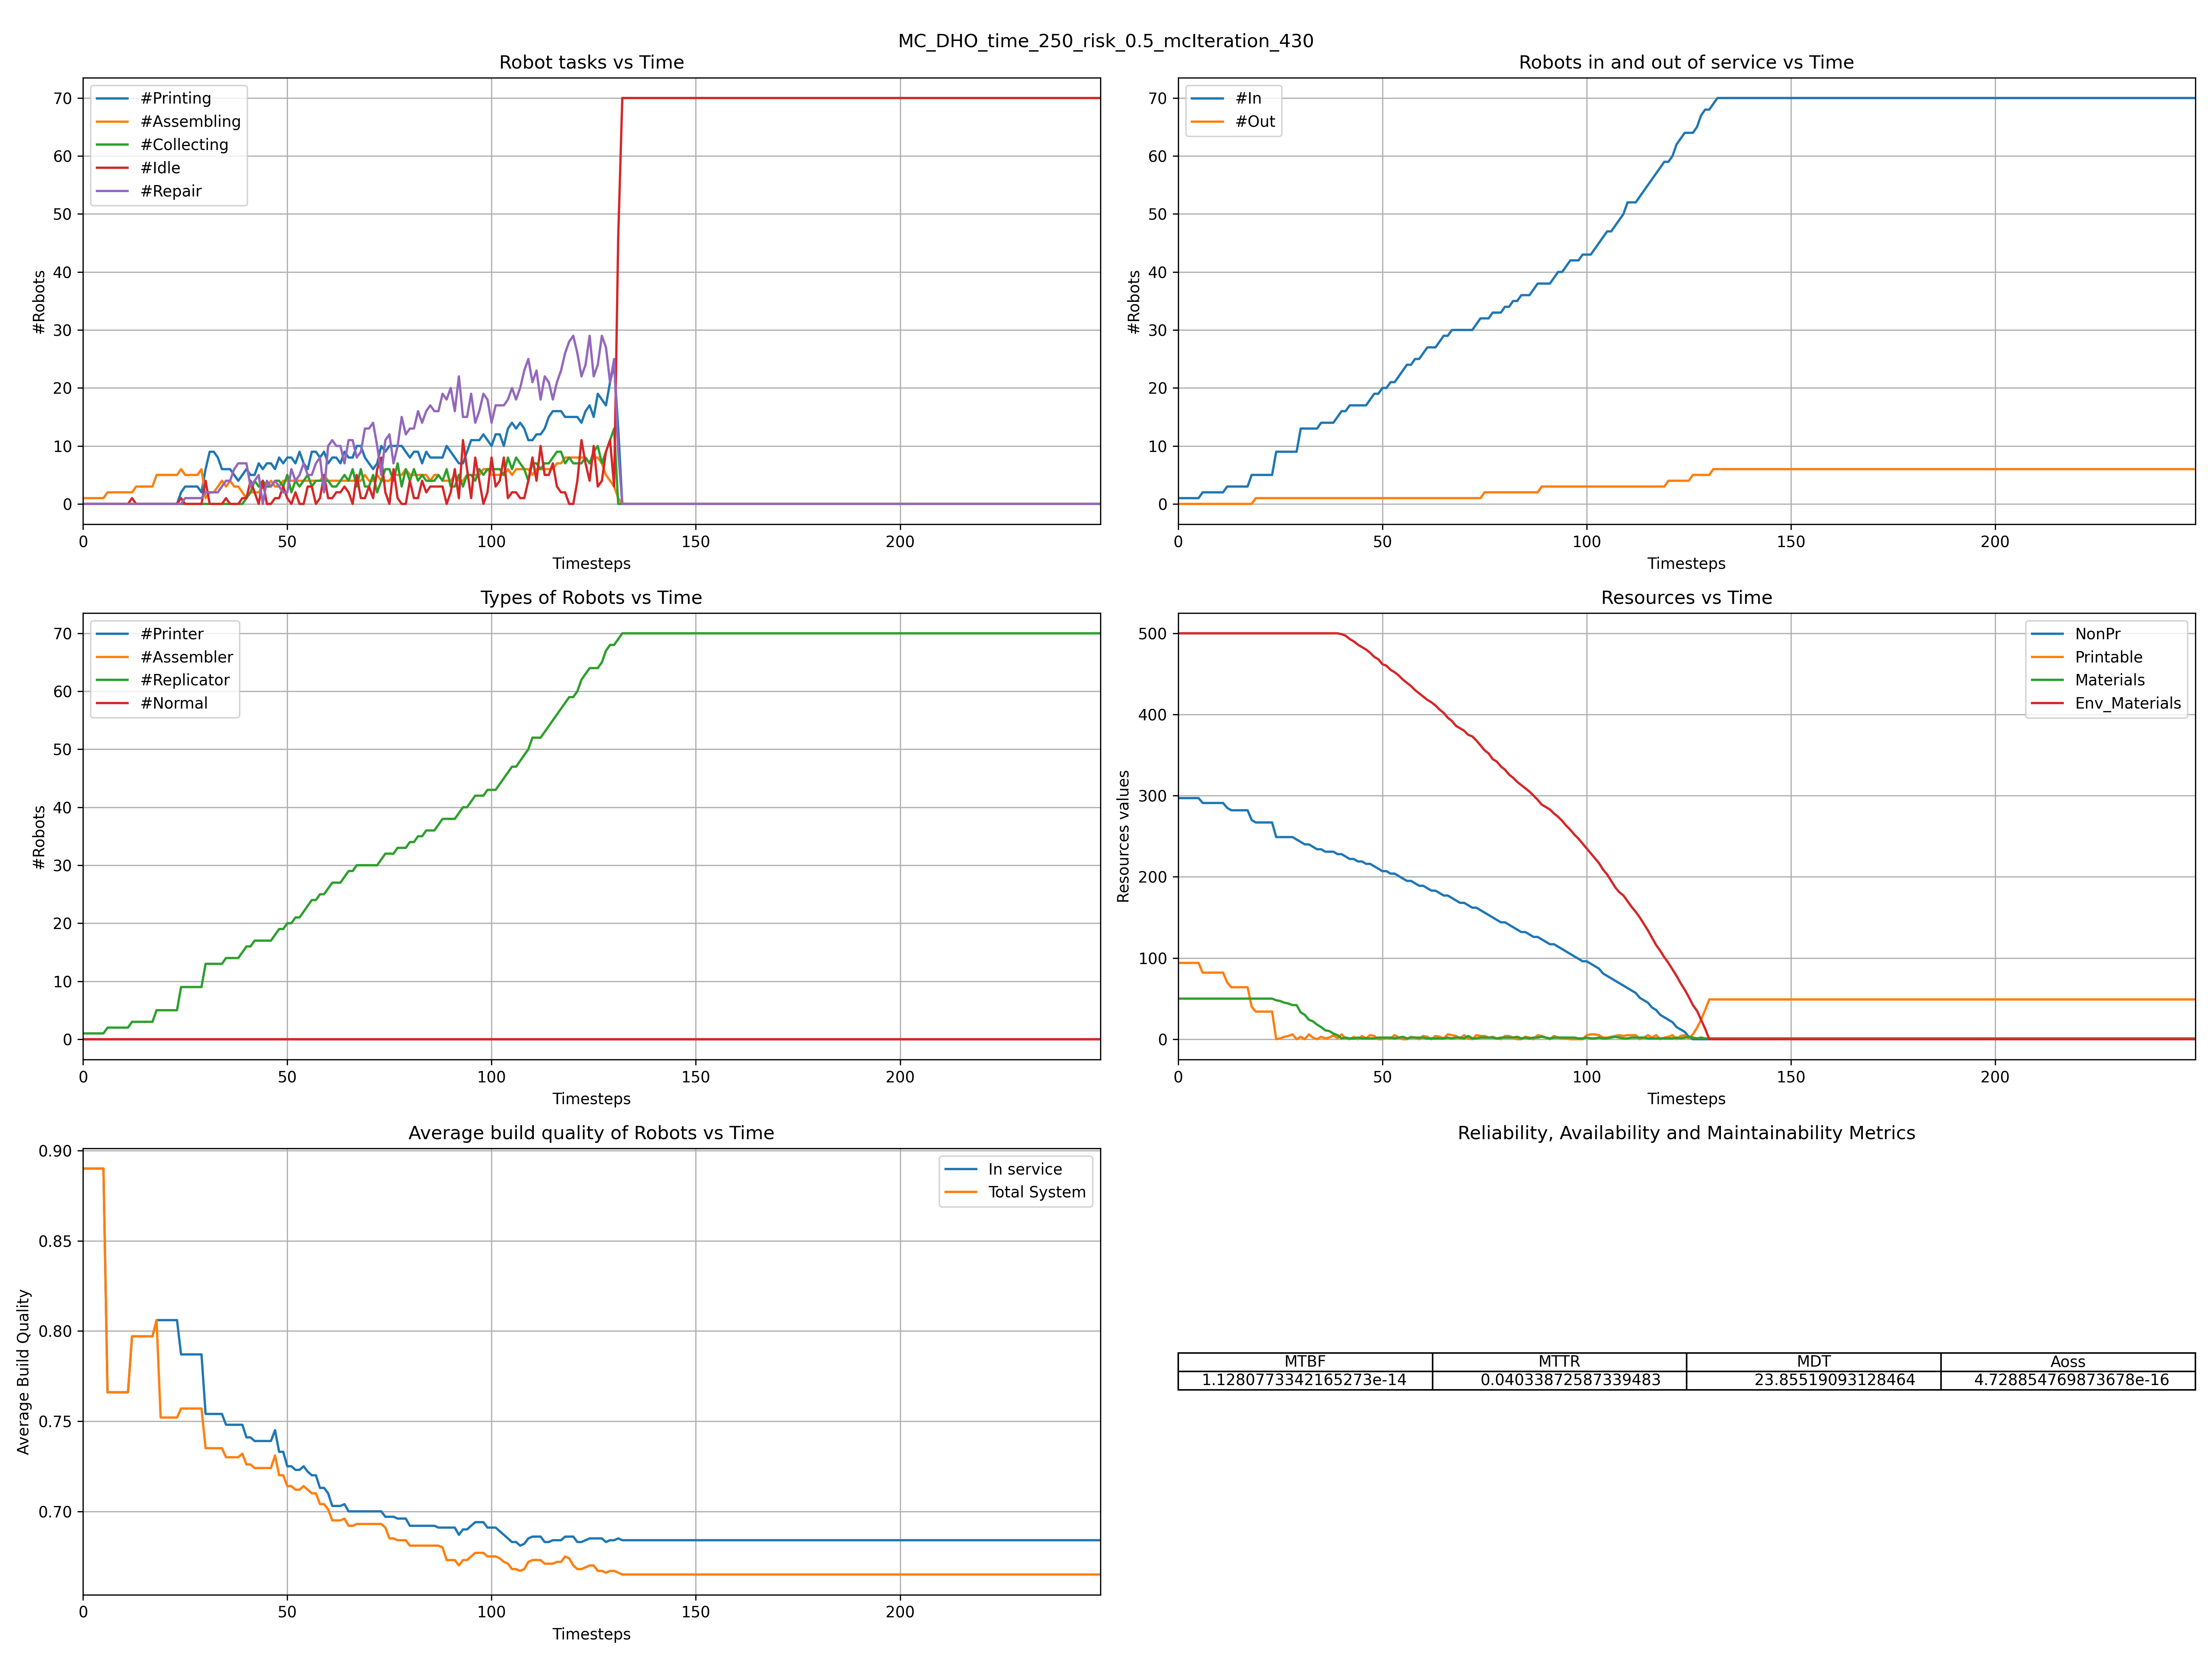 MC_DHO_time_250_risk_0.5_mcIteration_430
Robot tasks vs Time
#Printing
#Assembling
#Collecting
#Idle
#Repair
70
60
50
40
30
20
10
0
#Robots
0 50 100 150 200
Timesteps
Robots in and out of service vs Time
#In
#Out
70
60
50
40
30
20
10
0
#Robots
0 50 100 150 200
Timesteps
Types of Robots vs Time
#Printer
#Assembler
#Replicator
#Normal
70
60
50
40
30
20
10
0
#Robots
0 50 100 150 200
Timesteps
Resources vs Time
NonPr
Printable
Materials
Env_Materials
500
400
300
200
100
0
Resources values
0 50 100 150 200
Timesteps
Average build quality of Robots vs Time
In service
Total System
0.90
0.85
0.80
0.75
0.70
Average Build Quality
0 50 100 150 200
Timesteps
Reliability, Availability and Maintainability Metrics
MTBF MTTR MDT Aoss
1.1280773342165273e-14 0.04033872587339483 23.85519093128464 4.728854769873678e-16